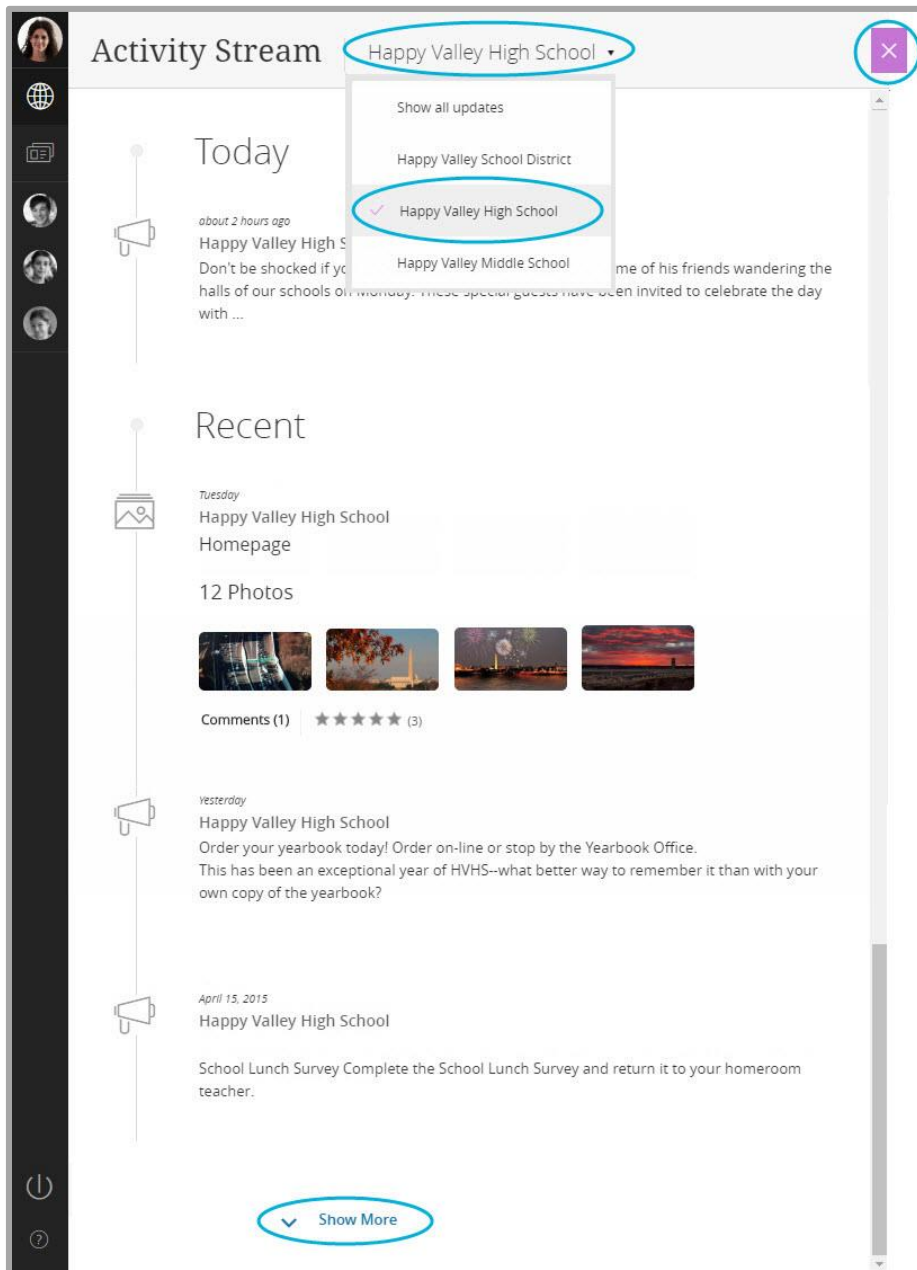 Activity Stream
Happy Valley High School
Show all updates
Happy Valley School District
Happy Valley High School
Happy Valley Middle School
Today
about 2 hours ago
Happy Valley High S
Don't be shocked if yo me of his friends wandering the
halls of our schools on Monday. These special guests have been invited to celebrate the day
with ...
Recent
Tuesday
Happy Valley High School
Homepage
12 Photos
Comments (1) (3)
Yesterday
Happy Valley High School
Order your yearbook today! Order on-line or stop by the Yearbook Office.
This has been an exceptional year of HVHS--what better way to remember it than with your
own copy of the yearbook?
April 15, 2015
Happy Valley High School
School Lunch Survey Complete the School Lunch Survey and return it to your homeroom
teacher.
Show More
?